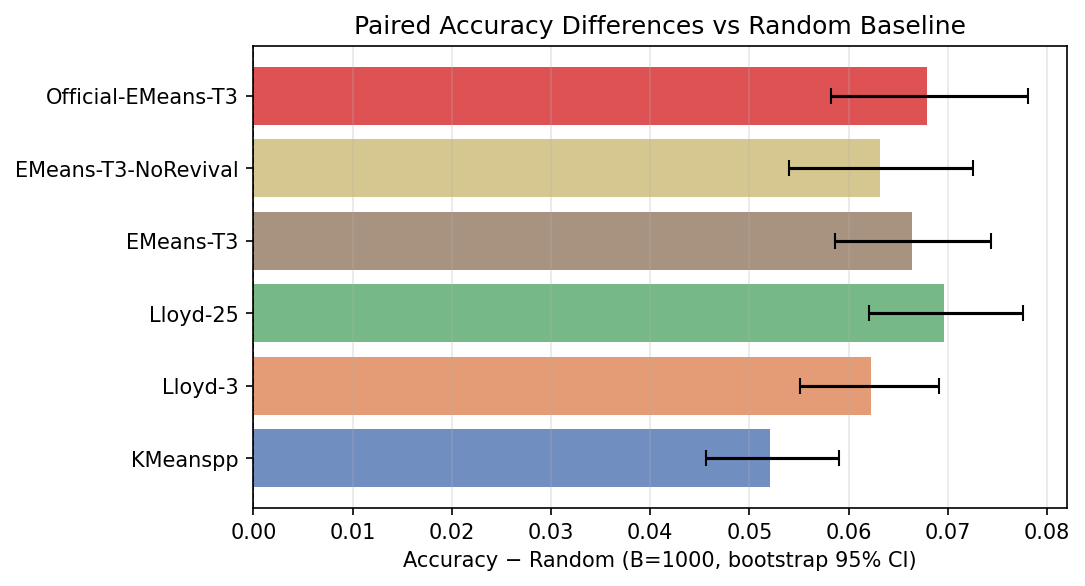 Paired Accuracy Differences vs Random Baseline
Official-EMeans-T3
EMeans-T3-NoRevival
EMeans-T3
Lloyd-25
Lloyd-3
KMeanspp
0.00 0.01 0.02 0.03 0.04 0.05 0.06 0.07 0.08
Accuracy − Random (B=1000, bootstrap 95% CI)